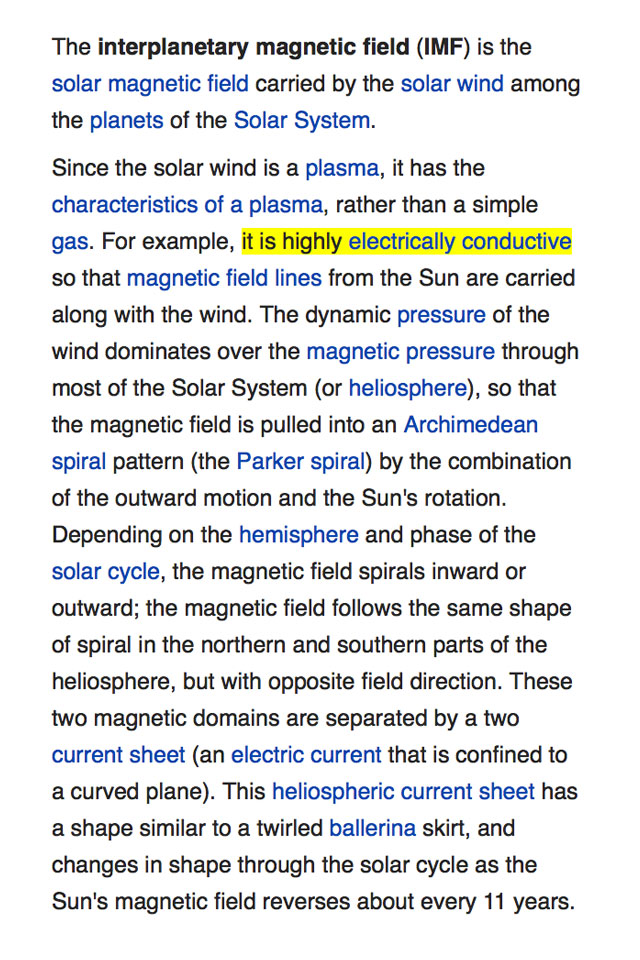 The interplanetary magnetic field (IMF) is the
solar magnetic field carried by the solar wind among
the planets of the Solar System.
Since the solar wind is a plasma, it has the
characteristics of a plasma, rather than a simple
gas. For example, it is highly electrically conductive
so that magnetic field lines from the Sun are carried
along with the wind. The dynamic pressure of the
wind dominates over the magnetic pressure through
most of the Solar System (or heliosphere), so that
the magnetic field is pulled into an Archimedean
spiral pattern (the Parker spiral) by the combination
of the outward motion and the Sun's rotation.
Depending on the hemisphere and phase of the
solar cycle, the magnetic field spirals inward or
outward; the magnetic field follows the same shape
of spiral in the northern and southern parts of the
heliosphere, but with opposite field direction. These
two magnetic domains are separated by a two
current sheet (an electric current that is confined to
a curved plane). This heliospheric current sheet has
a shape similar to a twirled ballerina skirt, and
changes in shape through the solar cycle as the
Sun's magnetic field reverses about every 11 years.